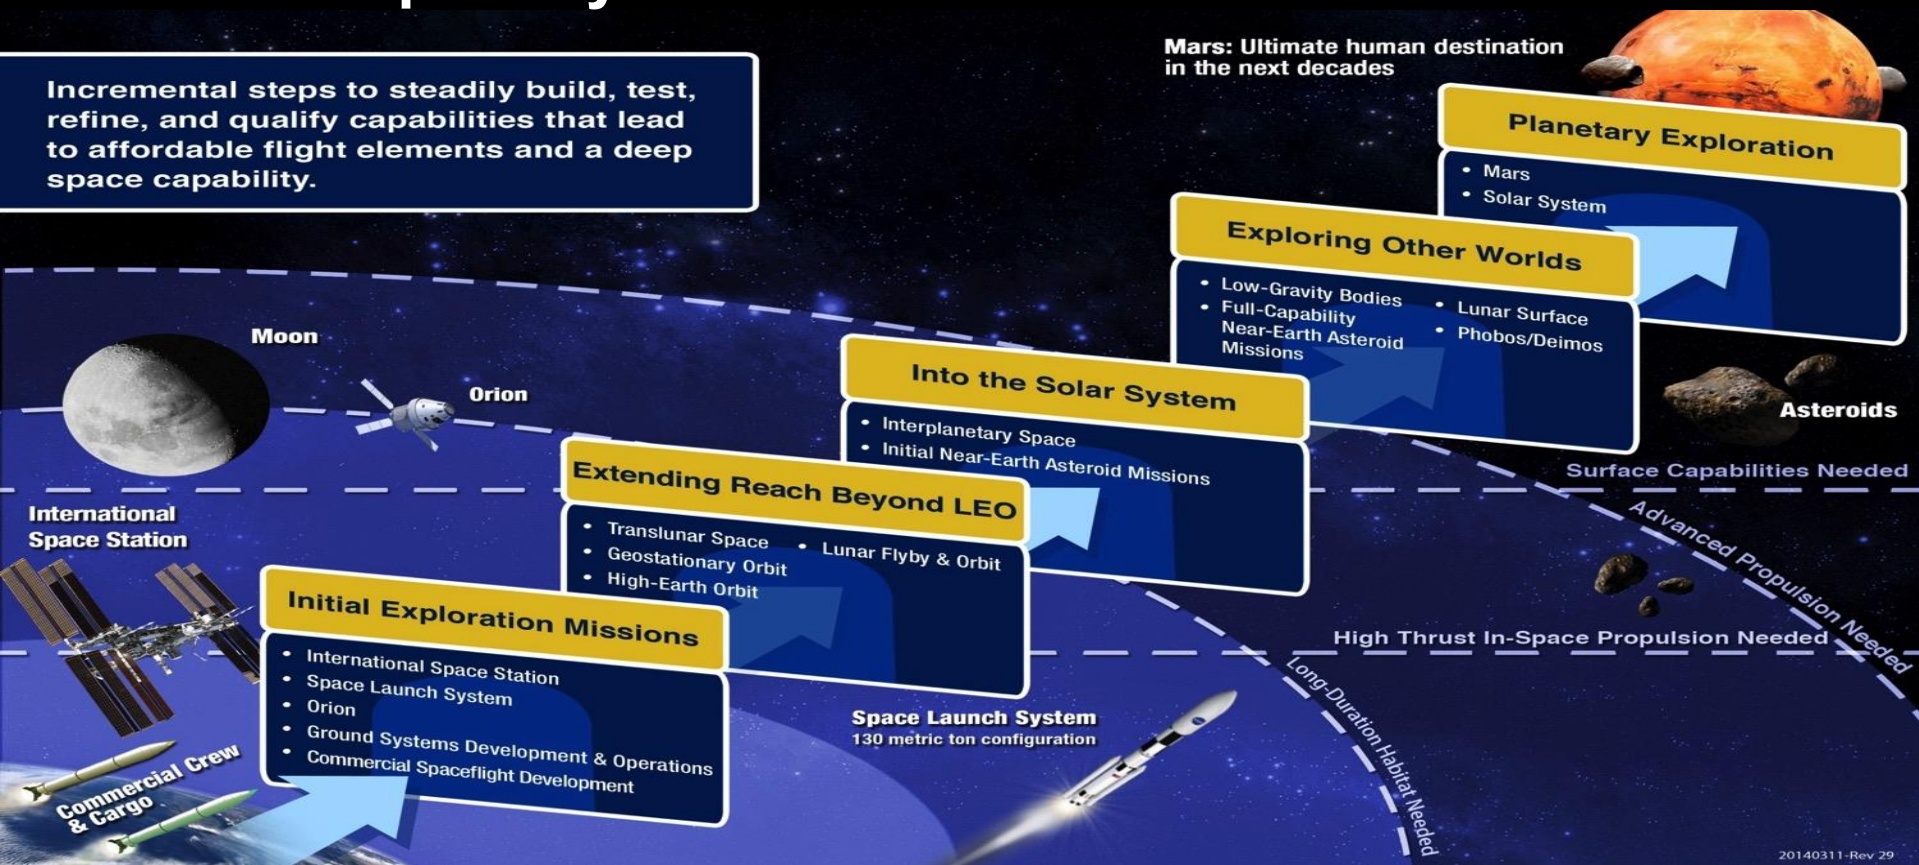 Incremental steps to steadily build, test,
refine, and qualify capabilities that lead
to affordable flight elements and a deep
space capability.
Mars: Ultimate human destination
in the next decades
Planetary Exploration
• Mars
• Solar System
Exploring Other Worlds
• Low-Gravity Bodies
• Full-Capability
Near-Earth Asteroid
Missions
• Lunar Surface
• Phobos/Deimos
Moon
Orion
Into the Solar System
• Interplanetary Space
• Initial Near-Earth Asteroid Missions
Asteroids
Surface Capabilities Needed
Extending Reach Beyond LEO
• Translunar Space
• Geostationary Orbit
• High-Earth Orbit
• Lunar Flyby & Orbit
International
Space Station
Advanced Propulsion Needed
High Thrust In-Space Propulsion Needed
Long-Duration Habitat Needed
Initial Exploration Missions
• International Space Station
• Space Launch System
• Orion
• Ground Systems Development & Operations
• Commercial Spaceflight Development
Space Launch System
130 metric ton configuration
Commercial Crew
& Cargo
20140311-Rev 29